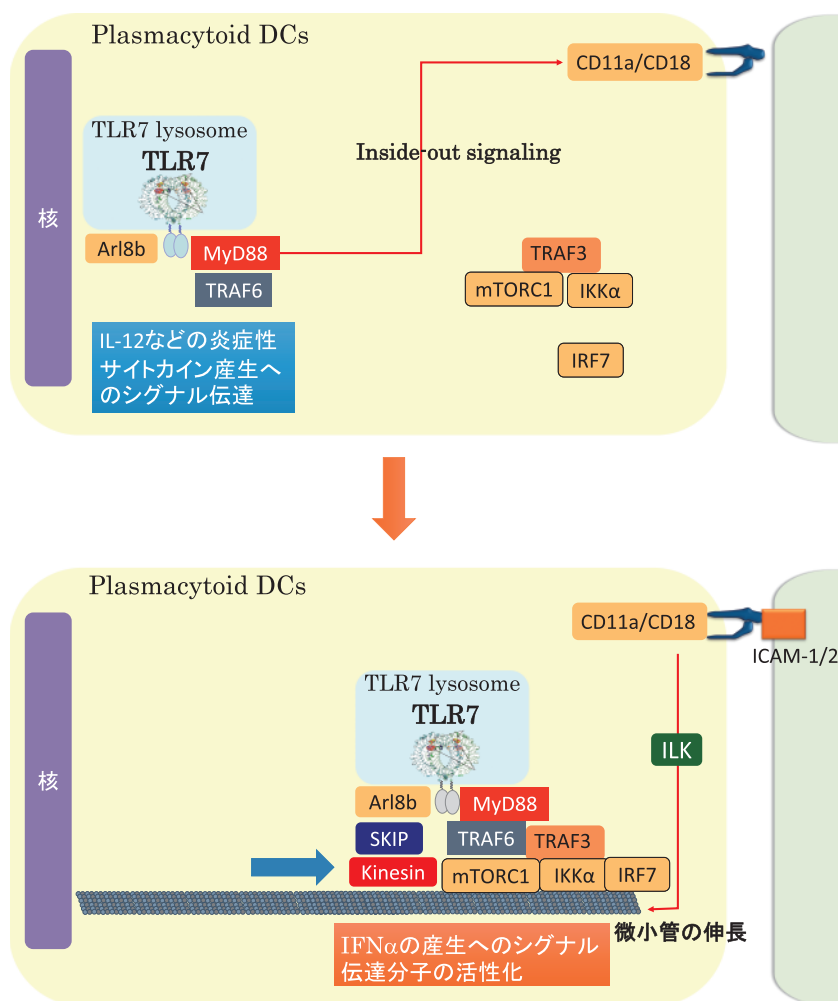 Plasmacytoid DCs
CD11a/CD18
TLR7 lysosome
TLR7
Inside-out signaling
核
Arl8b
MyD88
TRAF6
TRAF3
mTORC1
IKKα
IL-12などの炎症性
サイトカイン産生へ
のシグナル伝達
IRF7
Plasmacytoid DCs
CD11a/CD18
ICAM-1/2
TLR7 lysosome
TLR7
ILK
核
Arl8b
MyD88
SKIP
TRAF6
TRAF3
Kinesin
mTORC1
IKKα
IRF7
微小管の伸長
IFNαの産生へのシグナル
伝達分子の活性化